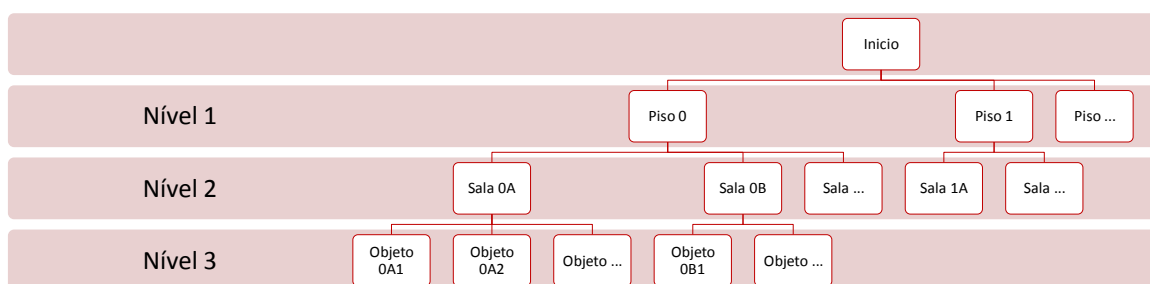 Inicio
Nível 1
Piso 0
Piso 1
Piso ...
Nível 2
Sala 0A
Sala 0B
Sala ...
Sala 1A
Sala ...
Nível 3
Objeto
0A1
Objeto
0A2
Objeto ...
Objeto
0B1
Objeto ...